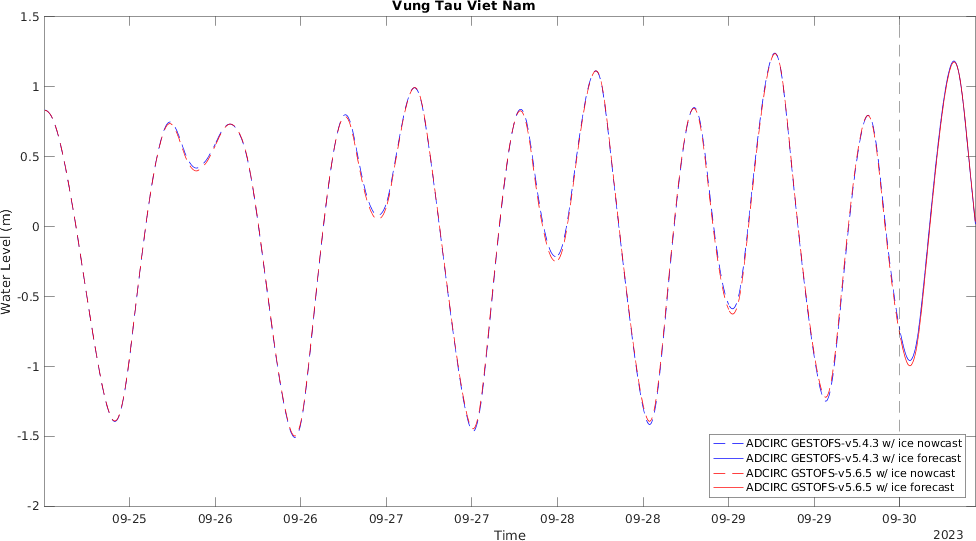 Vung Tau Viet Nam
1.5
1
0.5
0
-0.5
-1
-1.5
-2
Water Level (m)
ADCIRC GESTOFS-v5.4.3 w/ ice nowcast
ADCIRC GESTOFS-v5.4.3 w/ ice forecast
ADCIRC GSTOFS-v5.6.5 w/ ice nowcast
ADCIRC GSTOFS-v5.6.5 w/ ice forecast
09-25 09-26 09-26 09-27 09-27 09-28 09-28 09-29 09-29 09-30
Time
2023